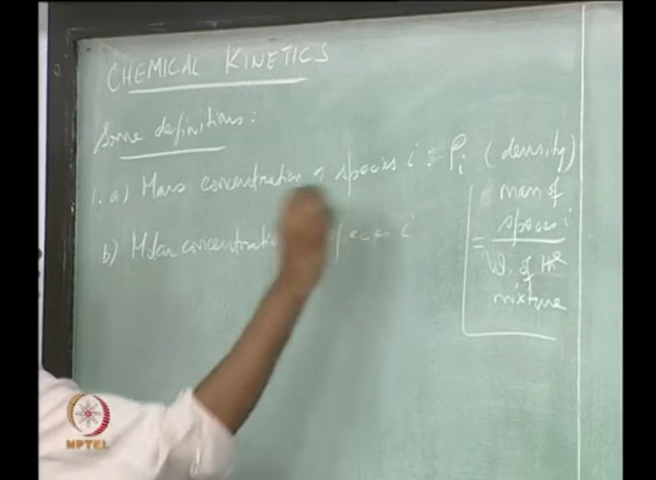 CHEMICAL KINETICS
Some definitions:
1. a) Mass concentration of species i : ρi (density)
= mass of
species i
Vol. of the
mixture
b) Molar concentration species i
NPTEL